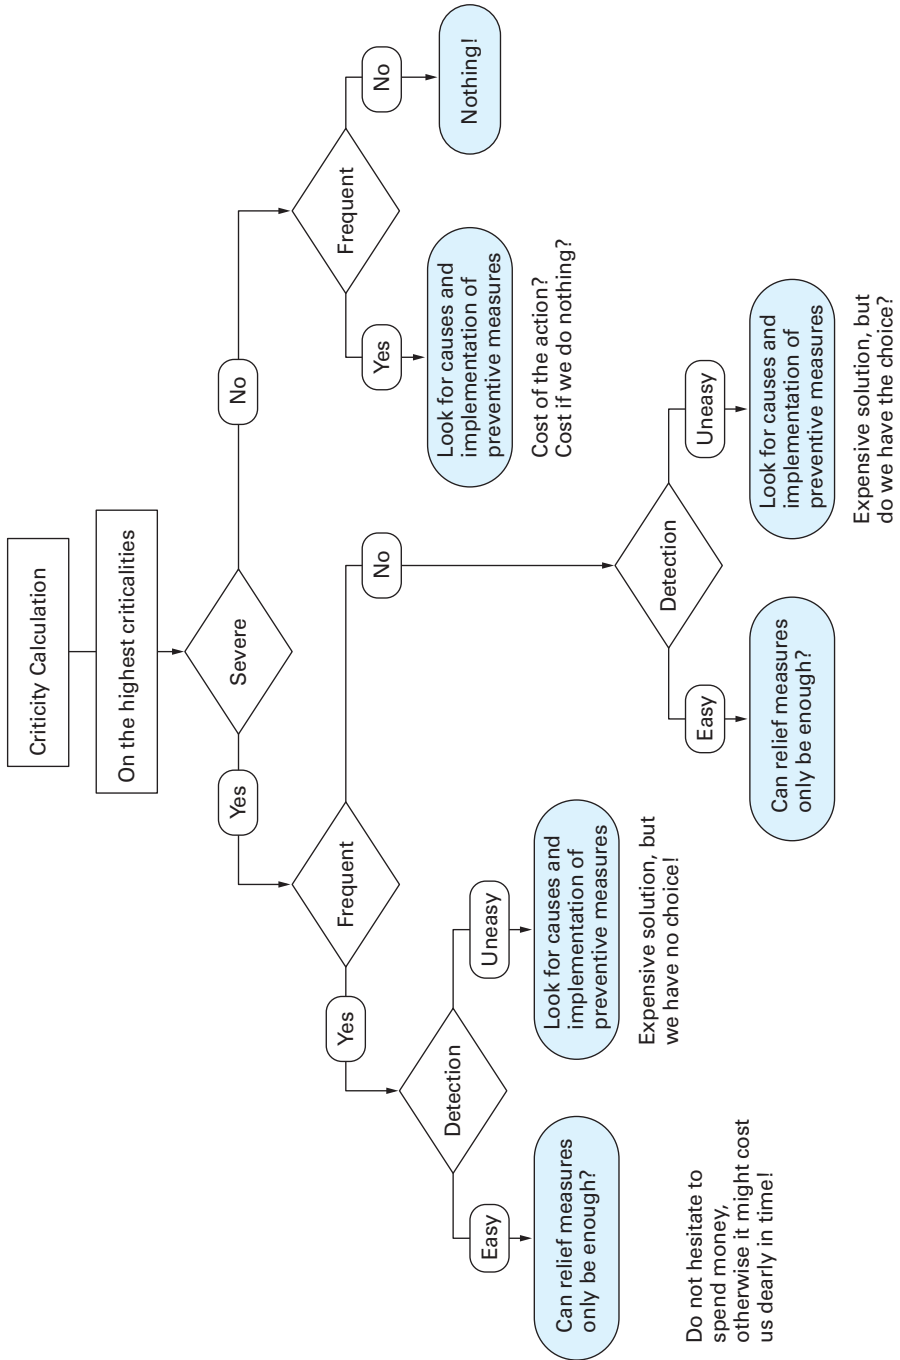 Criticity Calculation
On the highest criticalities
Severe
Yes
No
Frequent
Frequent
Yes
No
Yes
No
Detection
Look for causes and
implementation of
preventive measures
Nothing!
Cost of the action?
Cost if we do nothing?
Easy
Uneasy
Can relief measures
only be enough?
Look for causes and
implementation of
preventive measures
Expensive solution, but
we have no choice!
Do not hesitate to
spend money,
otherwise it might cost
us dearly in time!
Detection
Easy
Uneasy
Can relief measures
only be enough?
Look for causes and
implementation of
preventive measures
Expensive solution, but
do we have the choice?